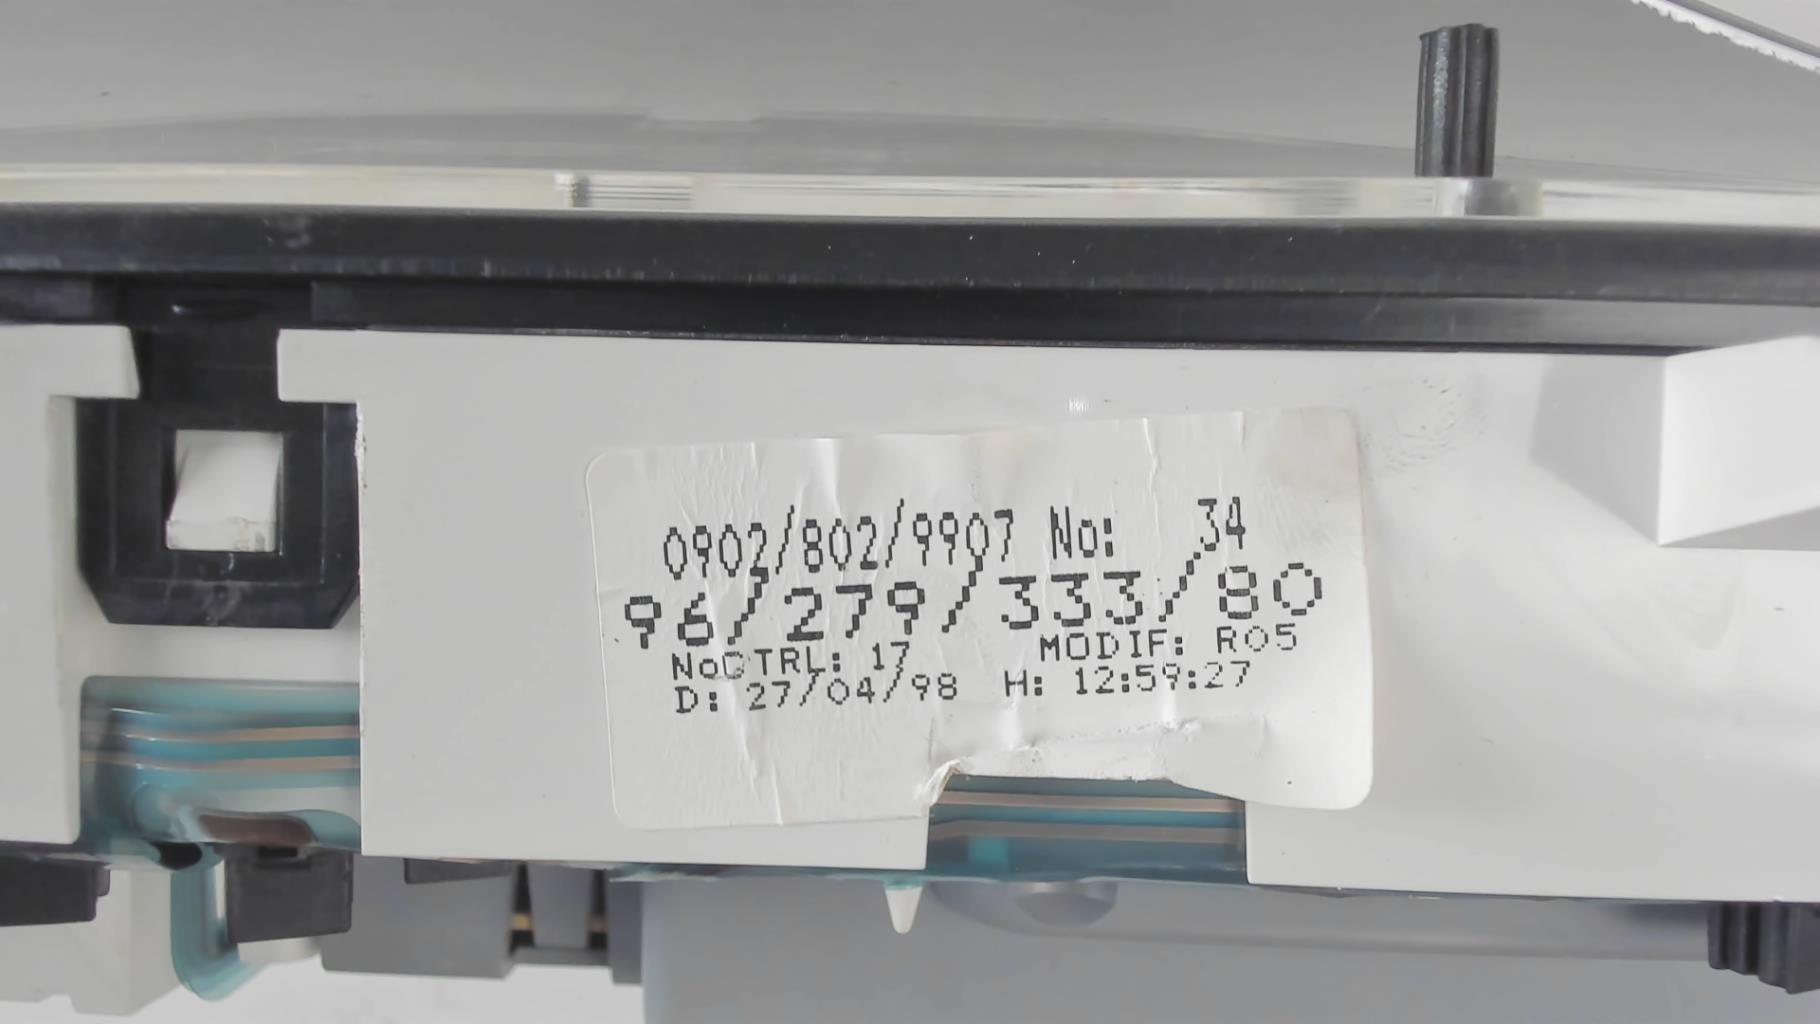 0902/802/9907 No: 34
96/279/333/80
NoCTRL: 17 MODIF: R05
D: 27/04/98 H: 12:59:27